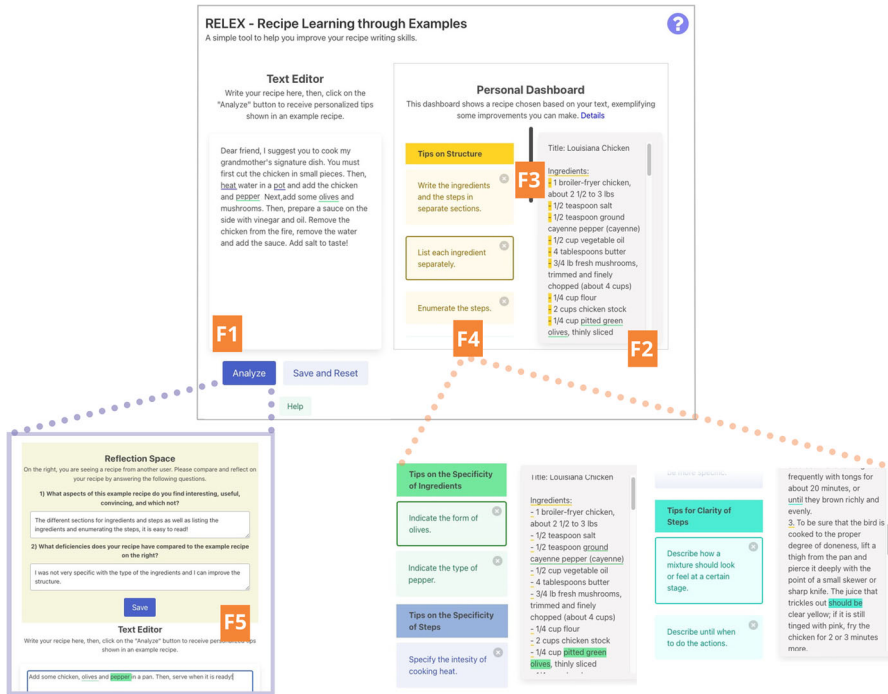 RELEX - Recipe Learning through Examples
A simple tool to help you improve your recipe writing skills.
?
Text Editor
Write your recipe here, then, click on the
"Analyze" button to receive personalized tips
shown in an example recipe.
Dear friend, I suggest you to cook my
grandmother's signature dish. You must
first cut the chicken in small pieces. Then,
heat water in a pot and add the chicken
and pepper Next,add some olives and
mushrooms. Then, prepare a sauce on the
side with vinegar and oil. Remove the
chicken from the fire, remove the water
and add the sauce. Add salt to taste!
F1
Analyze
Save and Reset
Help
Personal Dashboard
This dashboard shows a recipe chosen based on your text, exemplifying
some improvements you can make. Details
Tips on Structure
Write the ingredients
and the steps in
separate sections.
List each ingredient
separately.
Enumerate the steps.
F4
F3
Title: Louisiana Chicken
Ingredients:
- 1 broiler-fryer chicken,
about 2 1/2 to 3 lbs
- 1/2 teaspoon salt
- 1/2 teaspoon ground
cayenne pepper (cayenne)
- 1/2 cup vegetable oil
- 4 tablespoons butter
- 3/4 lb fresh mushrooms,
trimmed and finely
chopped (about 4 cups)
- 1/4 cup flour
- 2 cups chicken stock
- 1/4 cup pitted green
olives, thinly sliced
F2
Reflection Space
On the right, you are seeing a recipe from another user. Please compare and reflect on
your recipe by answering the following questions.
1) What aspects of this example recipe do you find interesting, useful,
convincing, and which not?
The different sections for ingredients and steps as well as listing the
ingredients and enumerating the steps, it is easy to read!
2) What deficiencies does your recipe have compared to the example recipe
on the right?
I was not very specific with the type of the ingredients and I can improve the
structure.
Save
F5
Text Editor
Write your recipe here, then, click on the "Analyze" button to receive tips
shown in an example recipe.
Add some chicken, olives and pepper in a pan. Then, serve when it is ready!
Tips on the Specificity
of Ingredients
Indicate the form of
olives.
Indicate the type of
pepper.
Tips on the Specificity
of Steps
Specify the intesity of
cooking heat.
Title: Louisiana Chicken
Ingredients:
- 1 broiler-fryer chicken,
about 2 1/2 to 3 lbs
- 1/2 teaspoon salt
- 1/2 teaspoon ground
cayenne pepper (cayenne)
- 1/2 cup vegetable oil
- 4 tablespoons butter
- 3/4 lb fresh mushrooms,
trimmed and finely
chopped (about 4 cups)
- 1/4 cup flour
- 2 cups chicken stock
- 1/4 cup pitted green
olives, thinly sliced
Tips for Clarity of
Steps
Describe how a
mixture should look
or feel at a certain
stage.
Describe until when
to do the actions.
frequently with tongs for
about 20 minutes, or
until they brown richly and
evenly.
3. To be sure that the bird is
cooked to the proper
degree of doneness, lift a
thigh from the pan and
pierce it deeply with the
point of a small skewer or
sharp knife. The juice that
trickles out should be
clear yellow; if it is still
tinged with pink, fry the
chicken for 2 or 3 minutes
more.